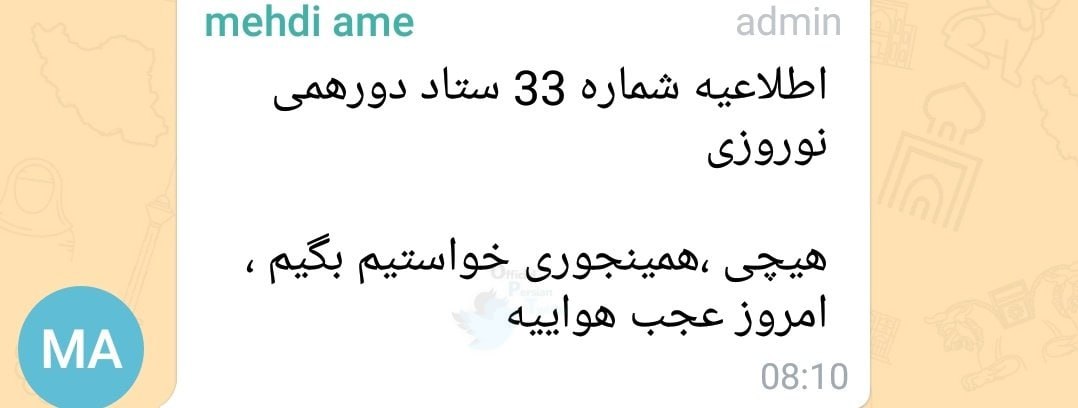 mehdi ame admin
اطلاعیه شماره 33 ستاد دورهمی
نوروزی
هیچی ،همینجوری خواستیم بگیم ،
امروز عجب هواییه
Persian
MA
08:10